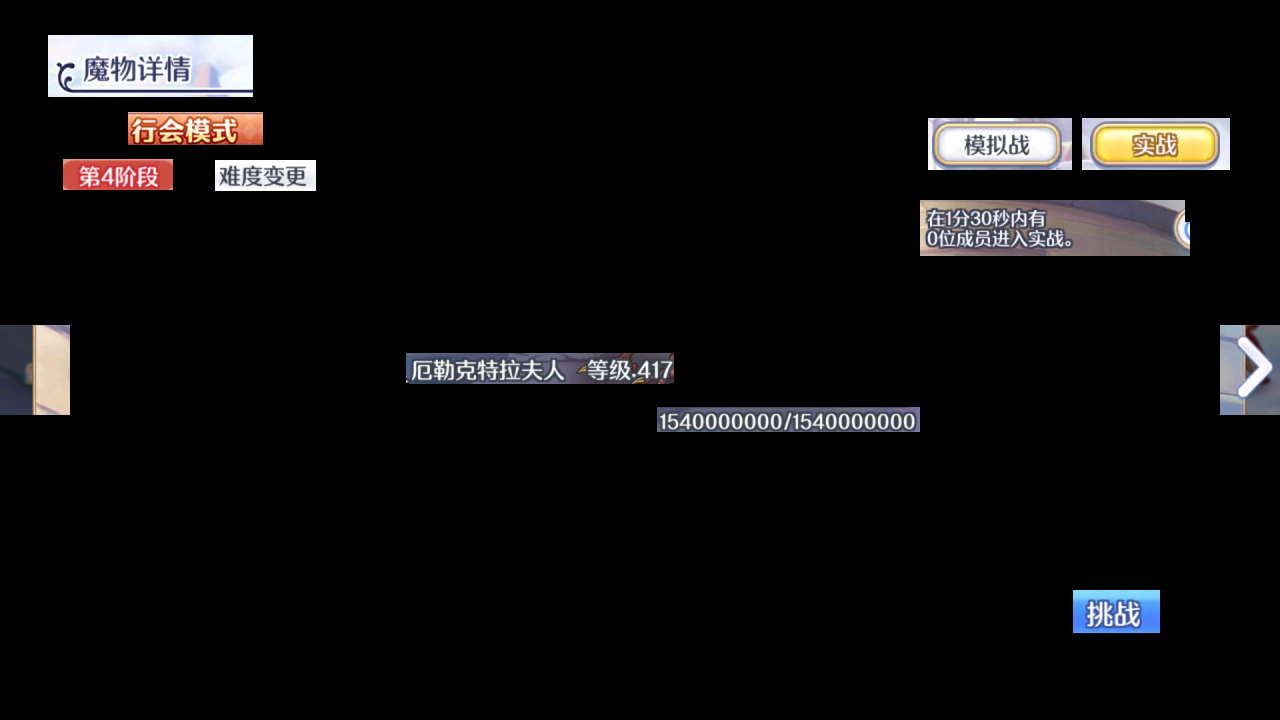 魔物详情
行会模式
模拟战
实战
第4阶段
难度变更
在1分30秒内有
0位成员进入实战。
厄勒克特拉夫人 等级.417
1540000000/1540000000
挑战